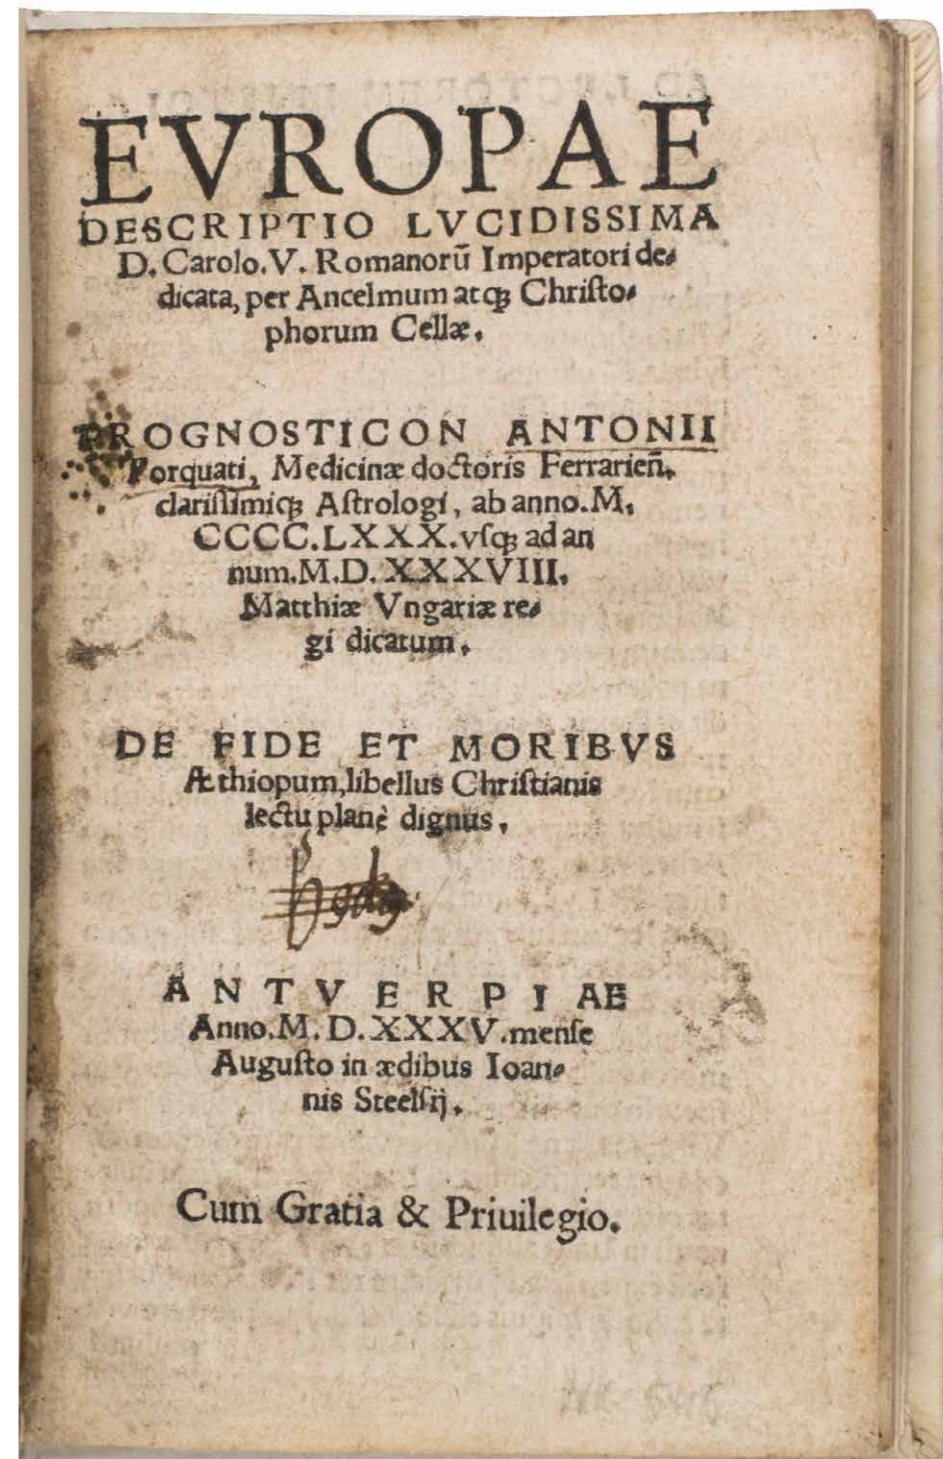 EVROPAE
DESCRIPTIO LVCIDISSIMA
D. Carolo.V. Romanorū Imperatori de⸗
dicata, per Ancelmum atq; Chriſto⸗
phorum Cellæ.
PROGNOSTICON ANTONII
Torquati, Medicinæ doctoris Ferrarien̄.
clariſſimiq; Aſtrologi, ab anno.M.
CCCC.LXXX.vſq; ad an
num.M.D.XXXVIII.
Matthiæ Vngariæ re⸗
gi dicatum.
DE FIDE ET MORIBVS
Æthiopum,libellus Chriſtianis
lectu planè dignus.
ANTVERPIAE
Anno.M.D.XXXV.menſe
Auguſto in ædibus Ioan⸗
nis Steelſij.
Cum Gratia & Priuilegio.